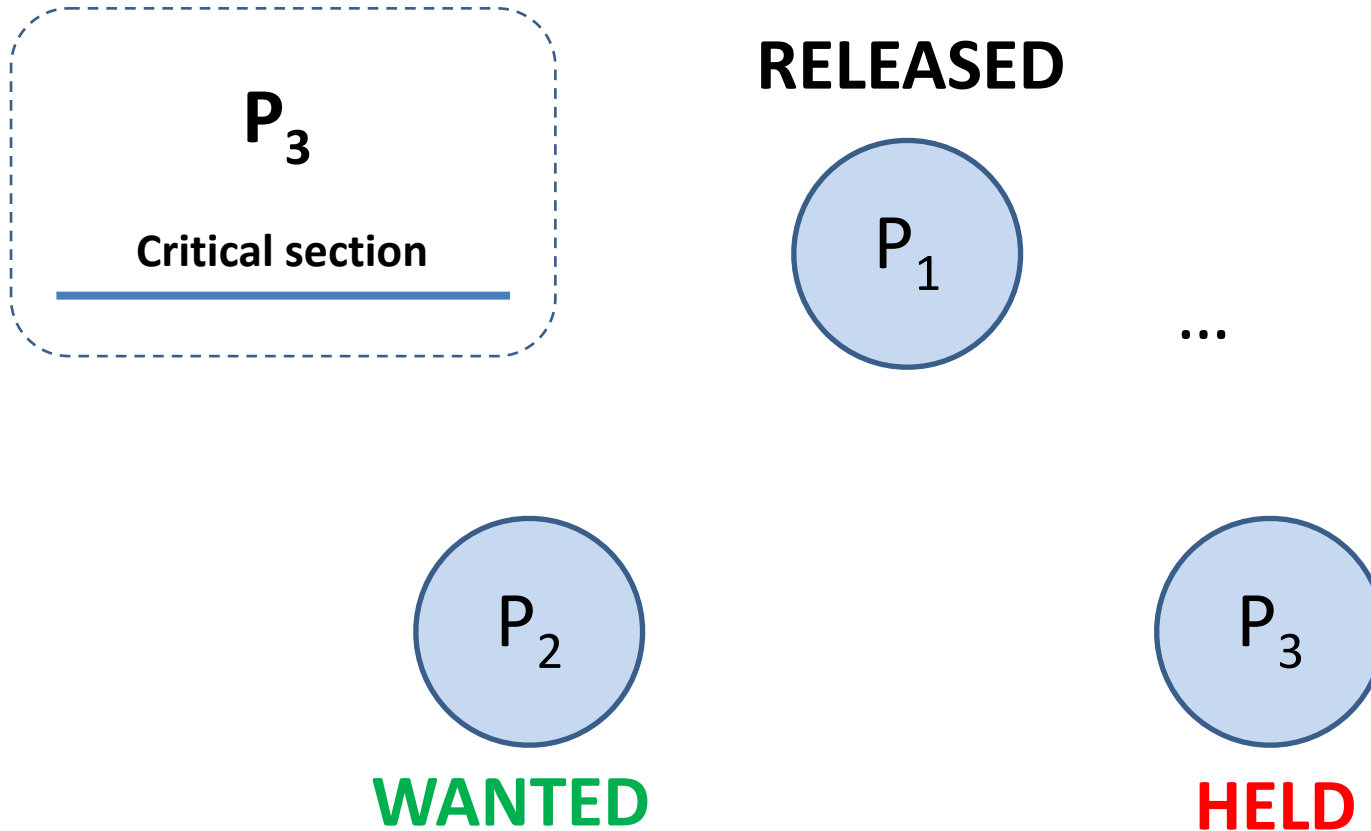 P₃
Critical section
RELEASED
P₁
...
P₂
WANTED
P₃
HELD